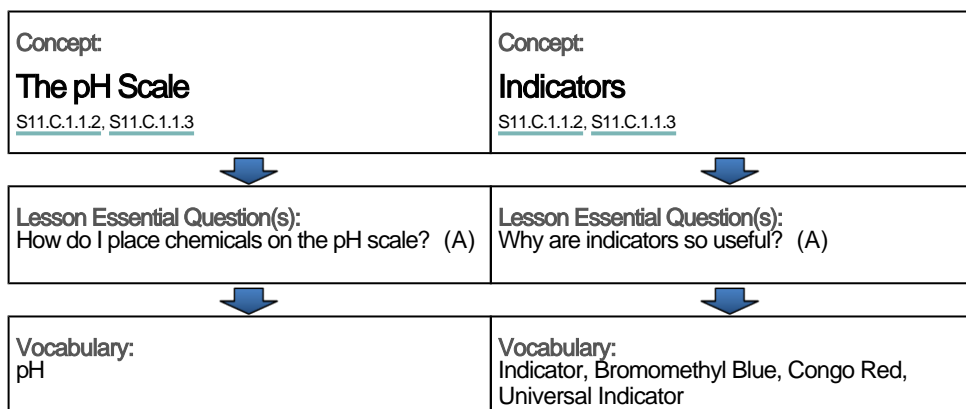 Concept:
The pH Scale
S11.C.1.1.2, S11.C.1.1.3
Concept:
Indicators
S11.C.1.1.2, S11.C.1.1.3
Lesson Essential Question(s):
How do I place chemicals on the pH scale? (A)
Lesson Essential Question(s):
Why are indicators so useful? (A)
Vocabulary:
pH
Vocabulary:
Indicator, Bromomethyl Blue, Congo Red,
Universal Indicator